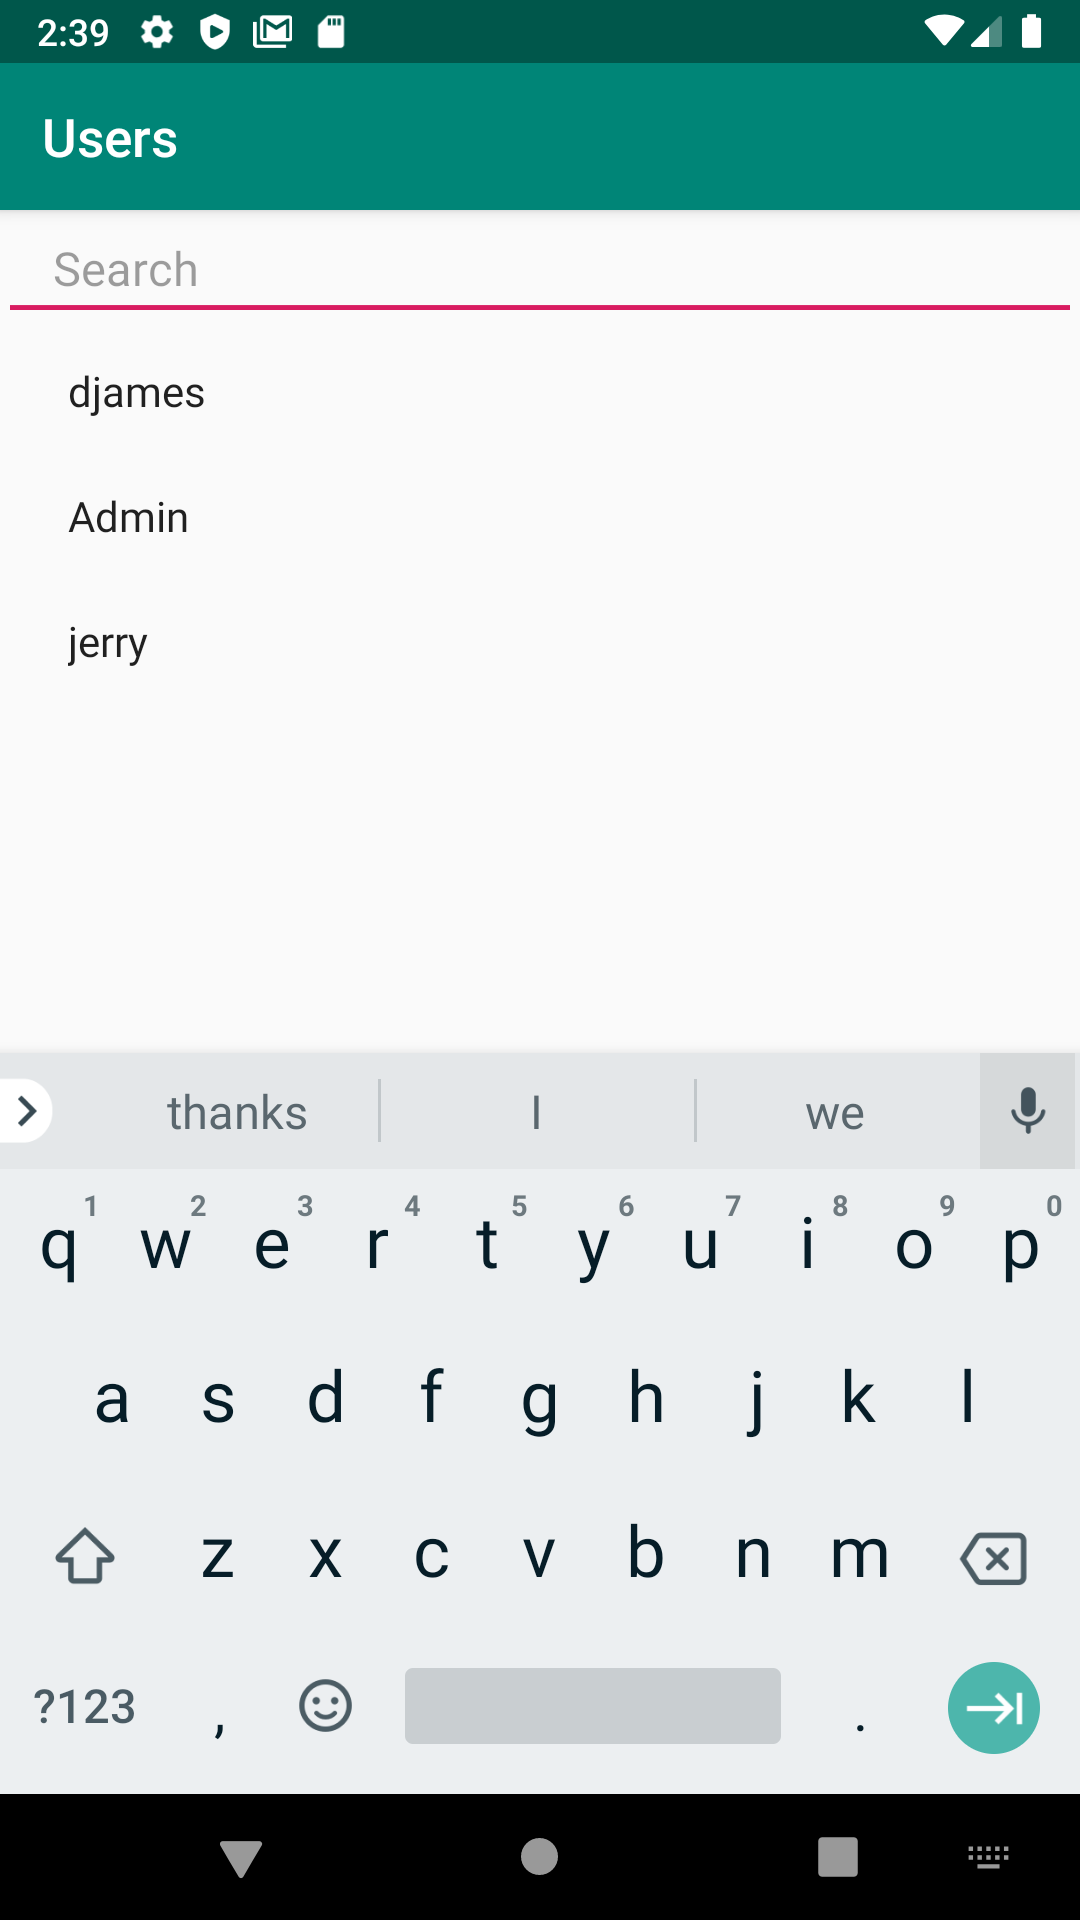 2:39
Users
Search
djames
Admin
jerry
thanks I we
1 2 3 4 5 6 7 8 9 0
q w e r t y u i o p
a s d f g h j k l
z x c v b n m
?123 , .